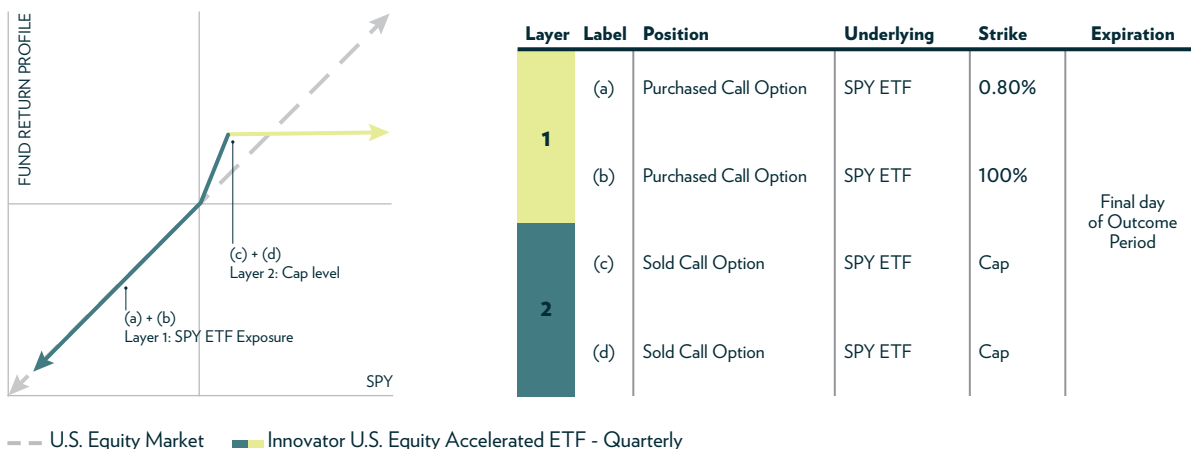 FUND RETURN PROFILE
(c) + (d)
Layer 2: Cap level
(a) + (b)
Layer 1: SPY ETF Exposure
SPY
U.S. Equity Market
Innovator U.S. Equity Accelerated ETF - Quarterly
Layer Label Position Underlying Strike Expiration
1
(a) Purchased Call Option SPY ETF 0.80%
(b) Purchased Call Option SPY ETF 100%
2
(c) Sold Call Option SPY ETF Cap
(d) Sold Call Option SPY ETF Cap
Final day
of Outcome
Period